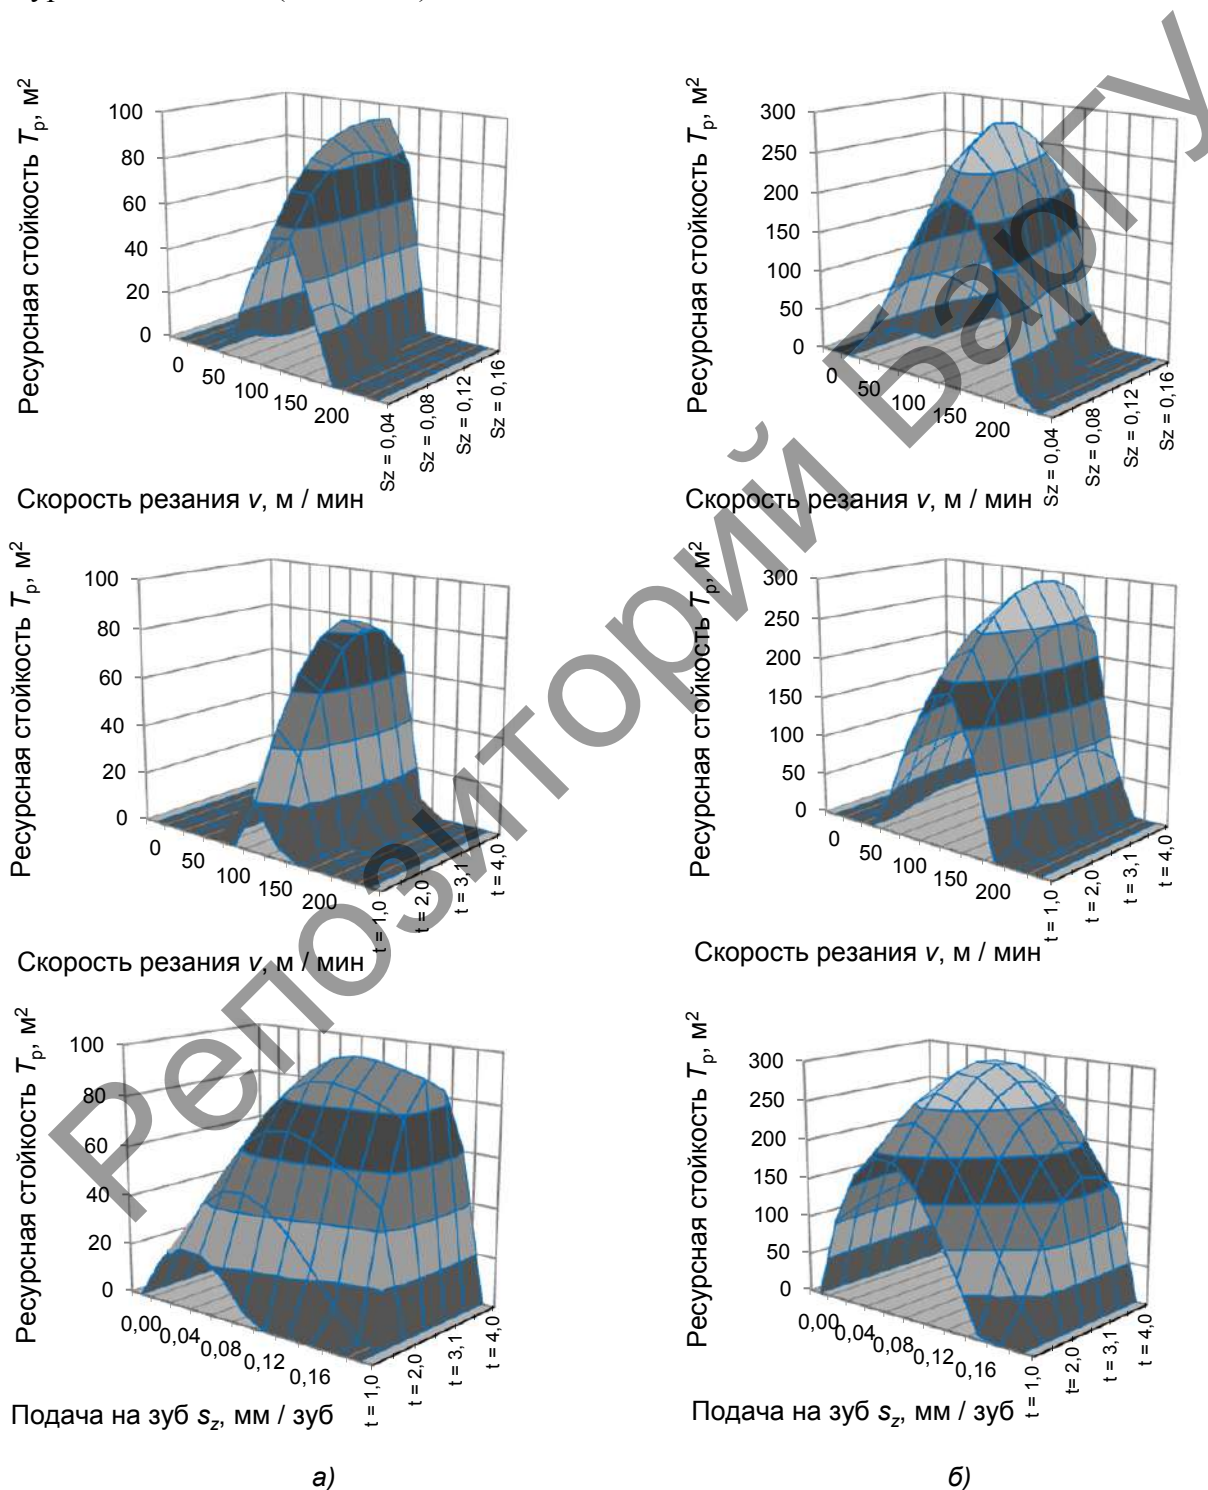 Ресурсная стойкость Tр, м²
100
80
60
40
20
0
0
50
100
150
200
Sz = 0,04
Sz = 0,08
Sz = 0,12
Sz = 0,16
Скорость резания v, м / мин
Ресурсная стойкость Tр, м²
300
250
200
150
100
50
0
0
50
100
150
200
Sz = 0,04
Sz = 0,08
Sz = 0,12
Sz = 0,16
Скорость резания v, м / мин
Ресурсная стойкость Tр, м²
100
80
60
40
20
0
0
50
100
150
200
t = 1,0
t = 2,0
t = 3,1
t = 4,0
Скорость резания v, м / мин
Ресурсная стойкость Tр, м²
300
250
200
150
100
50
0
0
50
100
150
200
t = 1,0
t = 2,0
t = 3,1
t = 4,0
Скорость резания v, м / мин
Ресурсная стойкость Tр, м²
100
80
60
40
20
0
0,00
0,04
0,08
0,12
0,16
t = 1,0
t = 2,0
t = 3,1
t = 4,0
Подача на зуб sz, мм / зуб
Ресурсная стойкость Tр, м²
300
250
200
150
100
50
0
0,00
0,04
0,08
0,12
0,16
t = 1,0
t= 2,0
t = 3,1
t = 4,0
Подача на зуб sz, мм / зуб
а)
б)
Репозиторий БарГУ